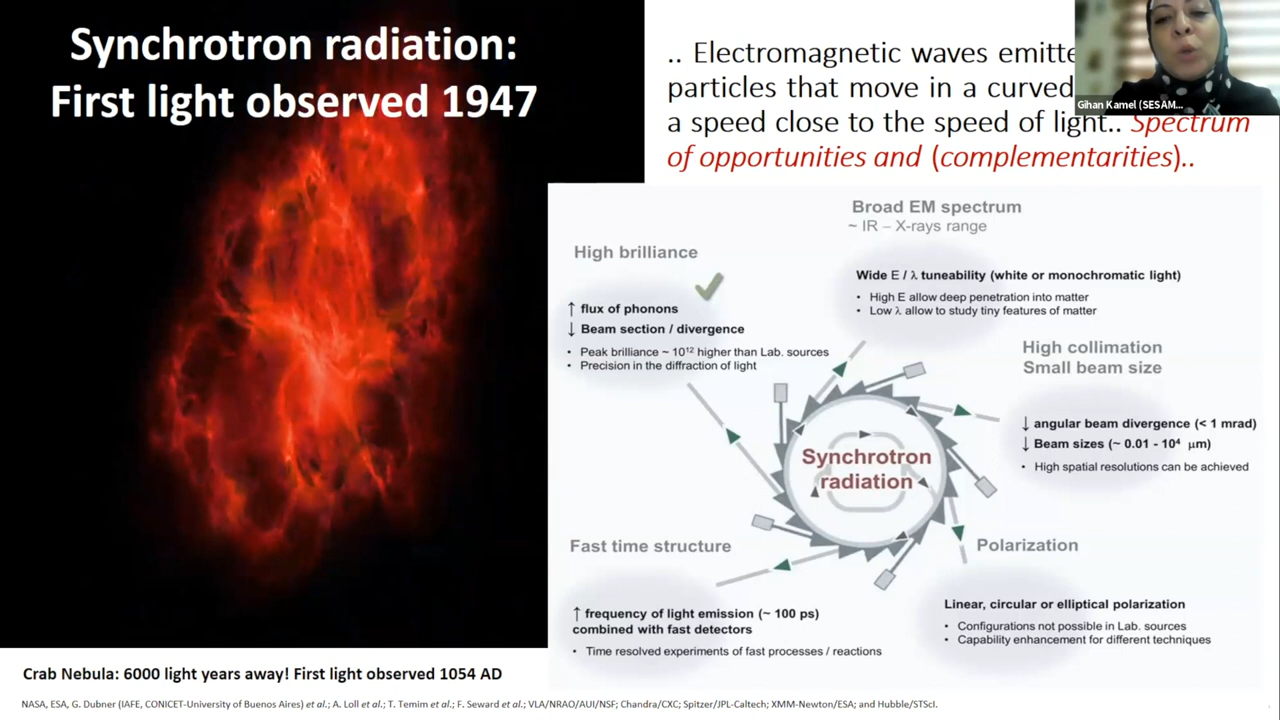 Synchrotron radiation:
First light observed 1947
.. Electromagnetic waves emitte
particles that move in a curved
a speed close to the speed of light.. Spectrum
of opportunities and (complementarities)..
Gihan Kamel (SESAM...
Broad EM spectrum
~ IR – X-rays range
High brilliance
Wide E / λ tuneability (white or monochromatic light)
• High E allow deep penetration into matter
• Low λ allow to study tiny features of matter
↑ flux of phonons
↓ Beam section / divergence
• Peak brilliance ~ 10¹² higher than Lab. sources
• Precision in the diffraction of light
High collimation
Small beam size
↓ angular beam divergence (< 1 mrad)
↓ Beam sizes (~ 0.01 - 10⁴ μm)
• High spatial resolutions can be achieved
Synchrotron
radiation
Fast time structure
↑ frequency of light emission (~ 100 ps)
combined with fast detectors
• Time resolved experiments of fast processes / reactions
Polarization
Linear, circular or elliptical polarization
• Configurations not possible in Lab. sources
• Capability enhancement for different techniques
Crab Nebula: 6000 light years away! First light observed 1054 AD
NASA, ESA, G. Dubner (IAFE, CONICET-University of Buenos Aires) et al.; A. Loll et al.; T. Temim et al.; F. Seward et al.; VLA/NRAO/AUI/NSF; Chandra/CXC; Spitzer/JPL-Caltech; XMM-Newton/ESA; and Hubble/STScI.